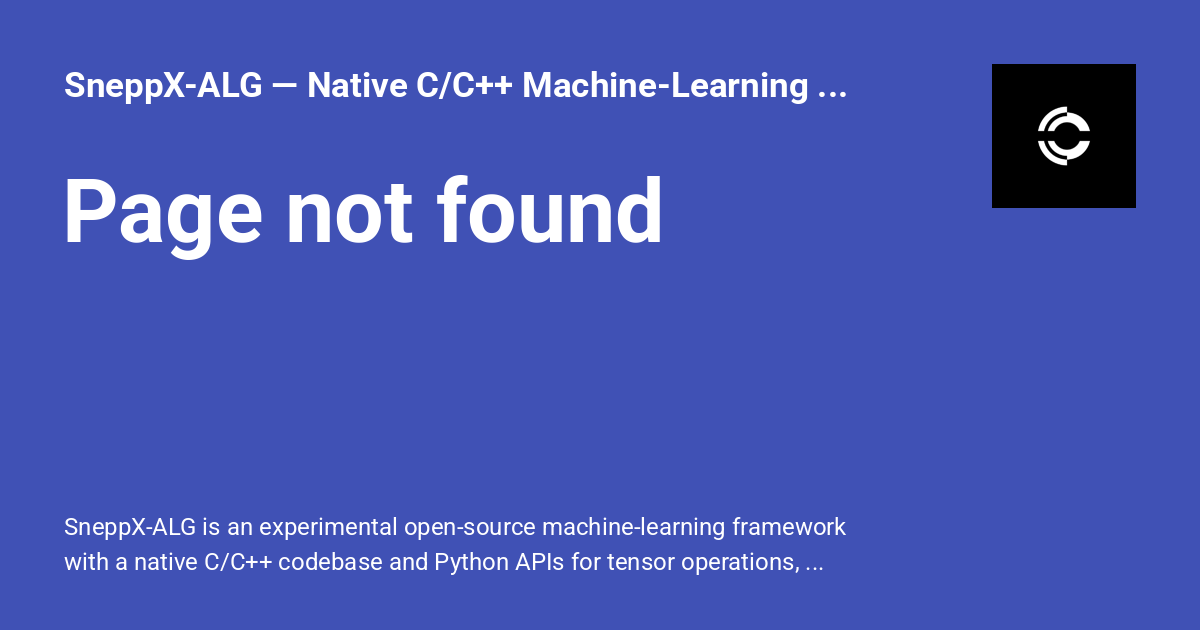 SneppX-ALG — Native C/C++ Machine-Learning ...
Page not found
SneppX-ALG is an experimental open-source machine-learning framework
with a native C/C++ codebase and Python APIs for tensor operations, ...